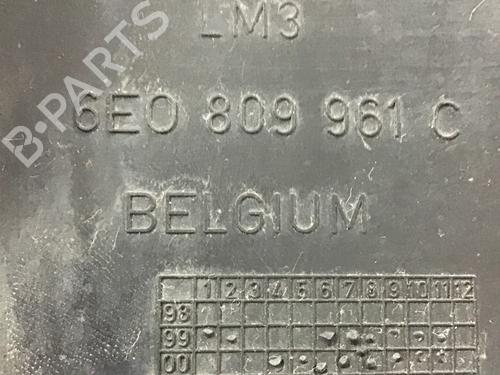 B-PARTS
LM3
6E0 809 961 C
BELGIUM
1 2 3 4 5 6 7 8 9 10 11 12
98
99
00